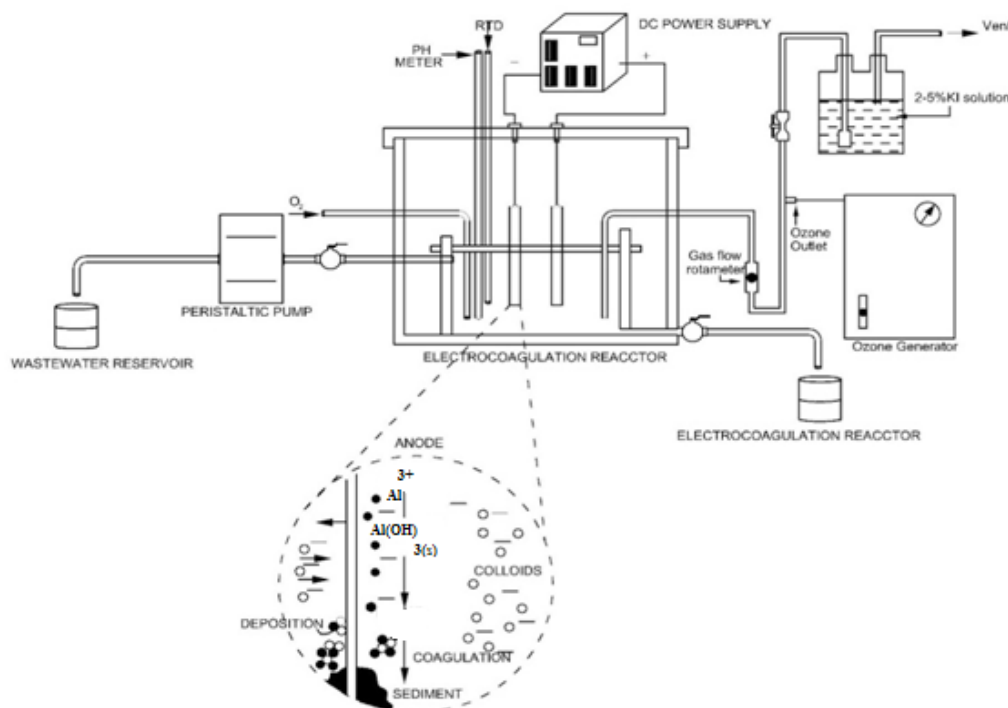 RTD
DC POWER SUPPLY
Vent
PH
METER
−
+
2-5%KI solution
O₂
Ozone
Outlet
Gas flow
rotameter
PERISTALTIC PUMP
WASTEWATER RESERVOIR
ELECTROCOAGULATION REACCTOR
Ozone Generator
ELECTROCOAGULATION REACCTOR
ANODE
3+
Al
Al(OH)
3(s)
COLLOIDS
DEPOSITION
COAGULATION
SEDIMENT